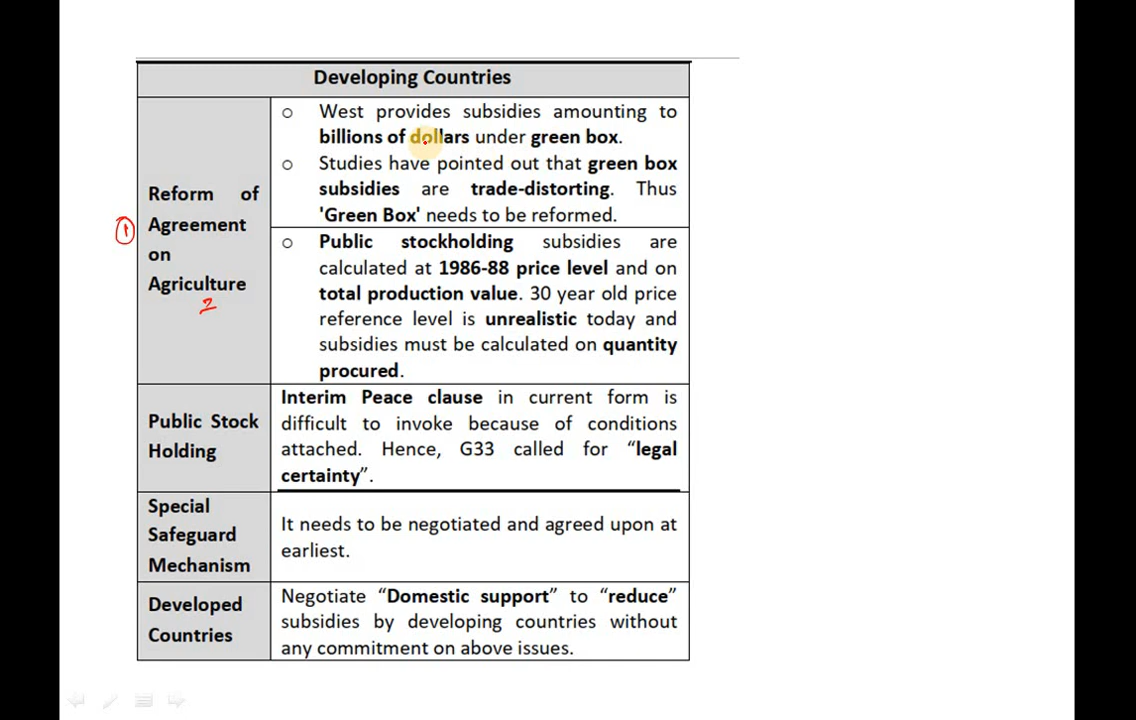 Developing Countries
Reform of
Agreement
on
Agriculture
1
2
o West provides subsidies amounting to
billions of dollars under green box.
o Studies have pointed out that green box
subsidies are trade-distorting. Thus
'Green Box' needs to be reformed.
o Public stockholding subsidies are
calculated at 1986-88 price level and on
total production value. 30 year old price
reference level is unrealistic today and
subsidies must be calculated on quantity
procured.
Public Stock
Holding
Interim Peace clause in current form is
difficult to invoke because of conditions
attached. Hence, G33 called for “legal
certainty”.
Special
Safeguard
Mechanism
It needs to be negotiated and agreed upon at
earliest.
Developed
Countries
Negotiate “Domestic support” to “reduce”
subsidies by developing countries without
any commitment on above issues.